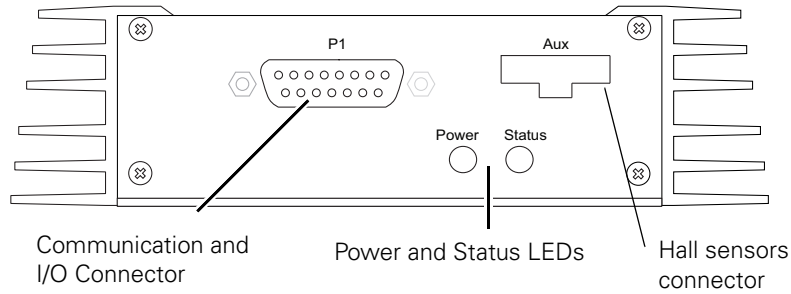 P1
Aux
Power
Status
Communication and
I/O Connector
Power and Status LEDs
Hall sensors
connector